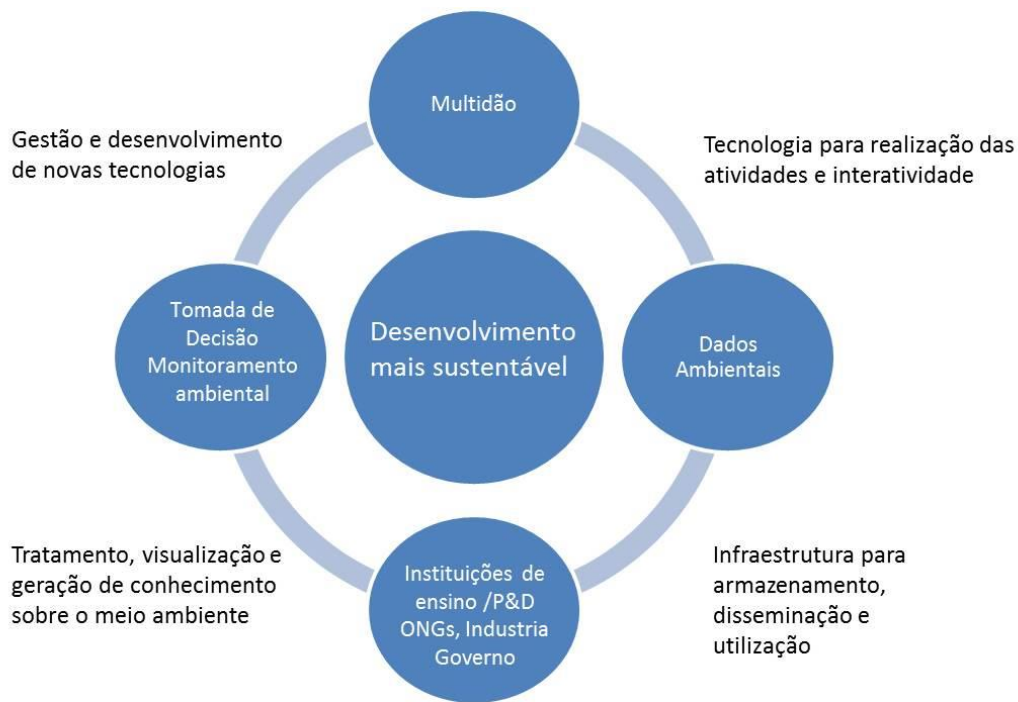 Multidão
Gestão e desenvolvimento
de novas tecnologias
Tecnologia para realização das
atividades e interatividade
Tomada de
Decisão
Monitoramento
ambiental
Desenvolvimento
mais sustentável
Dados
Ambientais
Tratamento, visualização e
geração de conhecimento
sobre o meio ambiente
Instituições de
ensino /P&D
ONGs, Industria
Governo
Infraestrutura para
armazenamento,
disseminação e
utilização